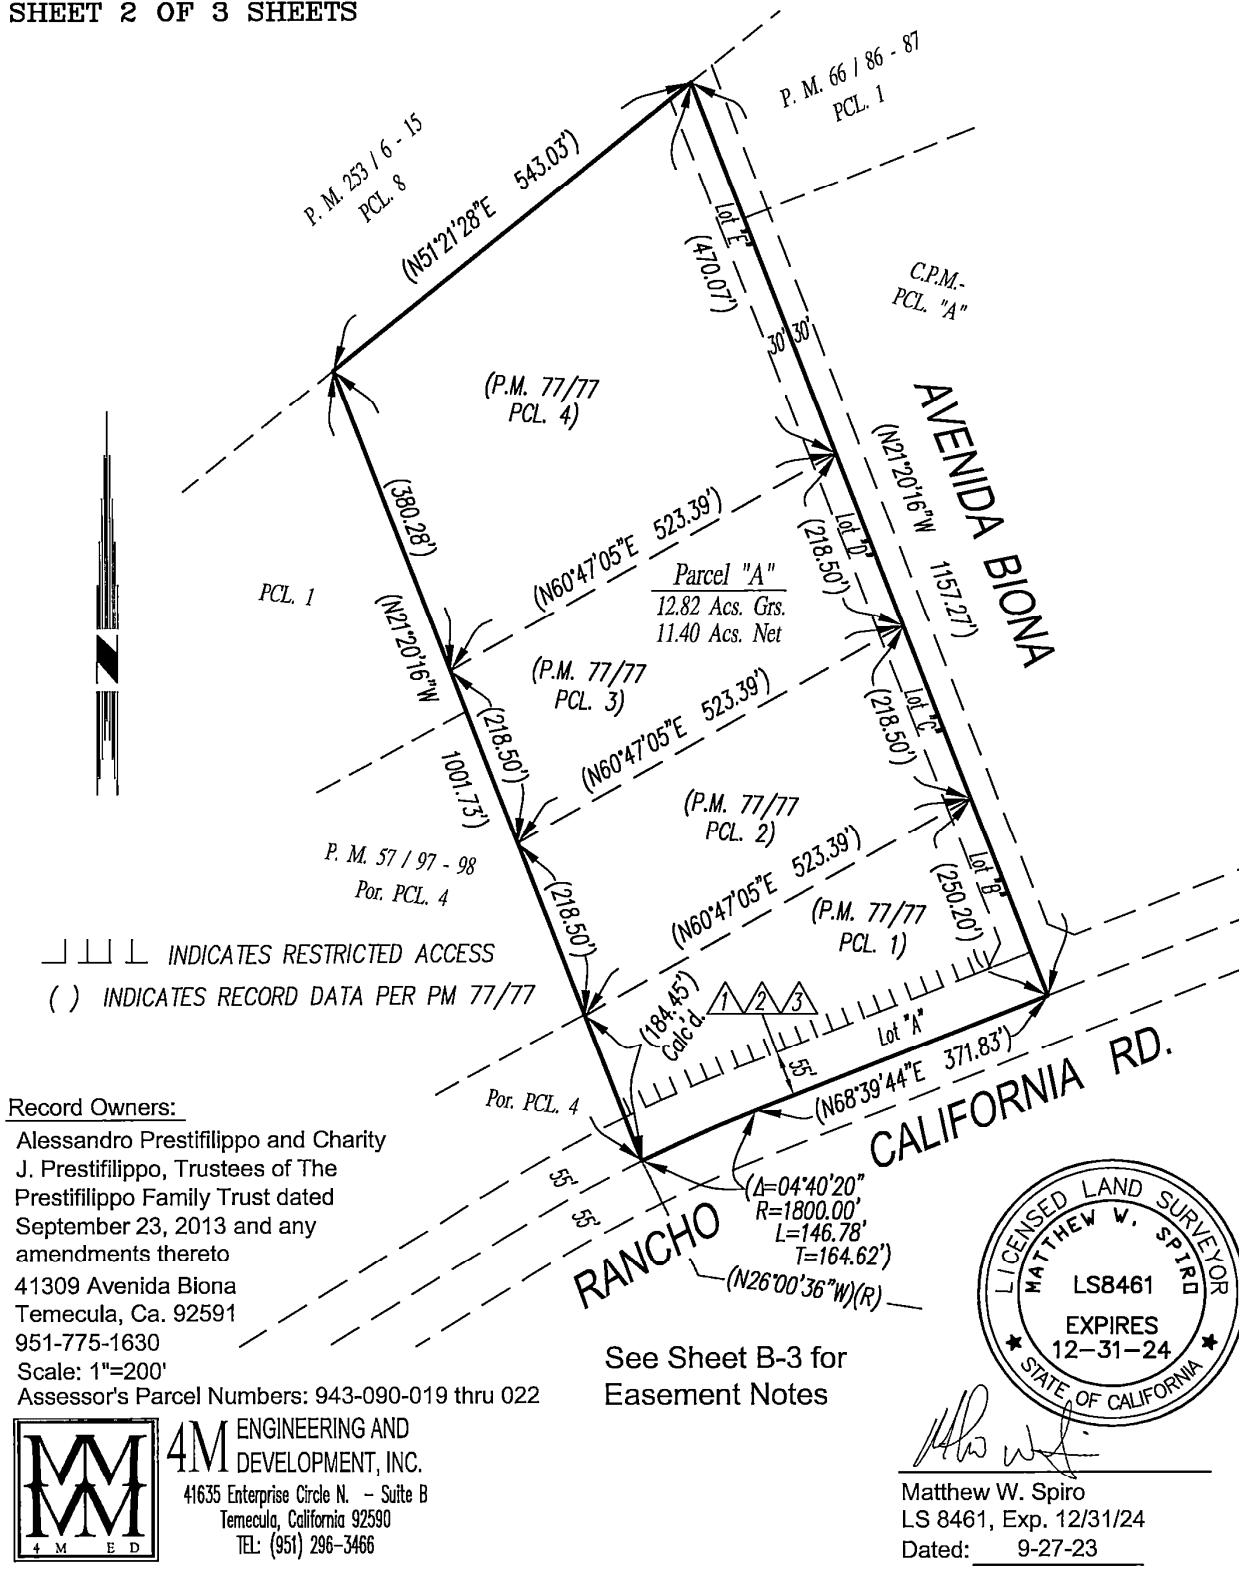 SHEET 2 OF 3 SHEETS
P. M. 66 / 86 - 87
PCL. 1
P. M. 253 / 6 - 15
PCL. 8
(N51°21'28"E 543.03')
Lot "E"
(470.07')
C.P.M.-
PCL. "A"
30' 30'
(P.M. 77/77
PCL. 4)
AVENIDA BIONA
(N21°20'16"W 1157.27')
(380.28')
(N60°47'05"E 523.39')
Lot "D"
(218.50')
Parcel "A"
12.82 Acs. Grs.
11.40 Acs. Net
PCL. 1
(N21°20'16"W 1001.73')
(P.M. 77/77
PCL. 3)
(218.50')
(N60°47'05"E 523.39')
Lot "C"
(218.50')
(P.M. 77/77
PCL. 2)
P. M. 57 / 97 - 98
Por. PCL. 4
(218.50')
(N60°47'05"E 523.39')
Lot "B"
(250.20')
(P.M. 77/77
PCL. 1)
INDICATES RESTRICTED ACCESS
( ) INDICATES RECORD DATA PER PM 77/77
(184.45')
Calc'd.
1 2 3
Lot "A"
55'
(N68°39'44"E 371.83')
RANCHO CALIFORNIA RD.
Por. PCL. 4
55'
55'
(Δ=04°40'20"
R=1800.00'
L=146.78'
T=164.62')
(N26°00'36"W)(R)
Record Owners:
Alessandro Prestifilippo and Charity
J. Prestifilippo, Trustees of The
Prestifilippo Family Trust dated
September 23, 2013 and any
amendments thereto
41309 Avenida Biona
Temecula, Ca. 92591
951-775-1630
Scale: 1"=200'
Assessor's Parcel Numbers: 943-090-019 thru 022
See Sheet B-3 for
Easement Notes
LICENSED LAND SURVEYOR
MATTHEW W. SPIRO
LS8461
EXPIRES
12-31-24
STATE OF CALIFORNIA
MM
MM
4 M E D
4M ENGINEERING AND
DEVELOPMENT, INC.
41635 Enterprise Circle N. - Suite B
Temecula, California 92590
TEL: (951) 296-3466
Matthew W. Spiro
LS 8461, Exp. 12/31/24
Dated: 9-27-23